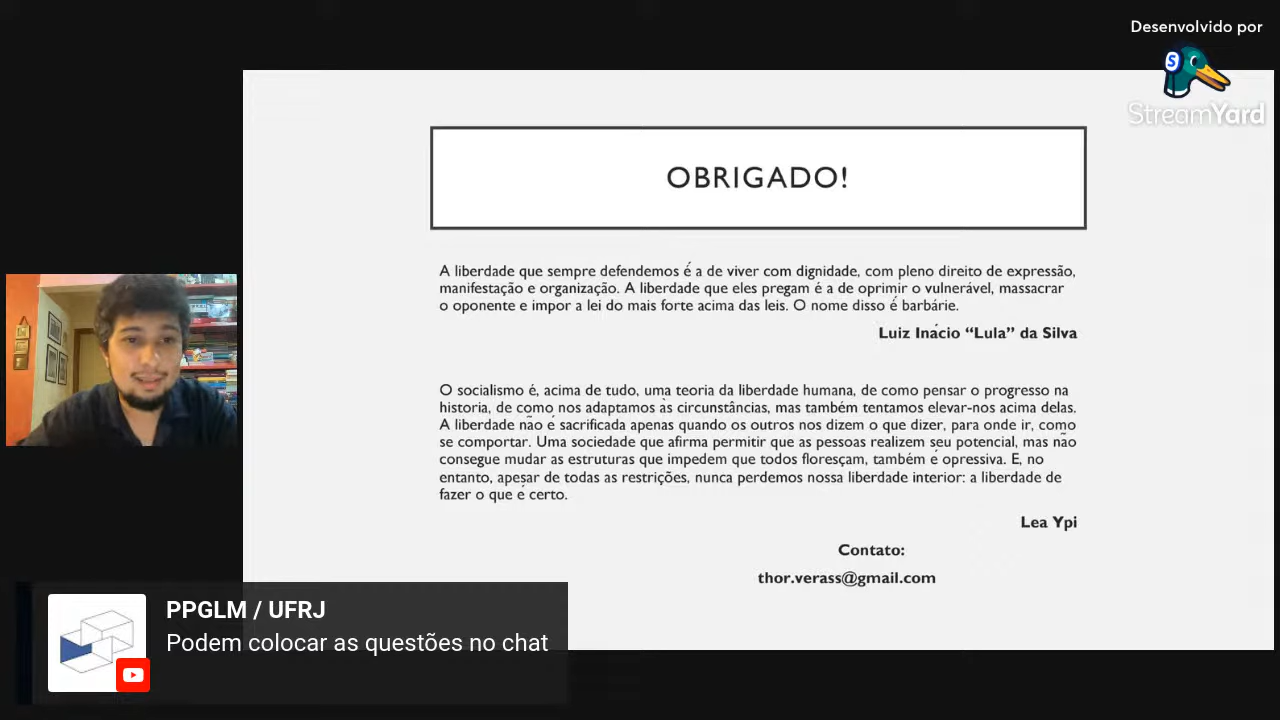 Desenvolvido por
StreamYard
OBRIGADO!
A liberdade que sempre defendemos é a de viver com dignidade, com pleno direito de expressão,
manifestação e organização. A liberdade que eles pregam é a de oprimir o vulnerável, massacrar
o oponente e impor a lei do mais forte acima das leis. O nome disso é barbárie.
Luiz Inácio “Lula” da Silva
O socialismo é, acima de tudo, uma teoria da liberdade humana, de como pensar o progresso na
historia, de como nos adaptamos às circunstâncias, mas também tentamos elevar-nos acima delas.
A liberdade não é sacrificada apenas quando os outros nos dizem o que dizer, para onde ir, como
se comportar. Uma sociedade que afirma permitir que as pessoas realizem seu potencial, mas não
consegue mudar as estruturas que impedem que todos floresçam, também é opressiva. E, no
entanto, apesar de todas as restrições, nunca perdemos nossa liberdade interior: a liberdade de
fazer o que é certo.
Lea Ypi
Contato:
thor.verass@gmail.com
PPGLM / UFRJ
Podem colocar as questões no chat